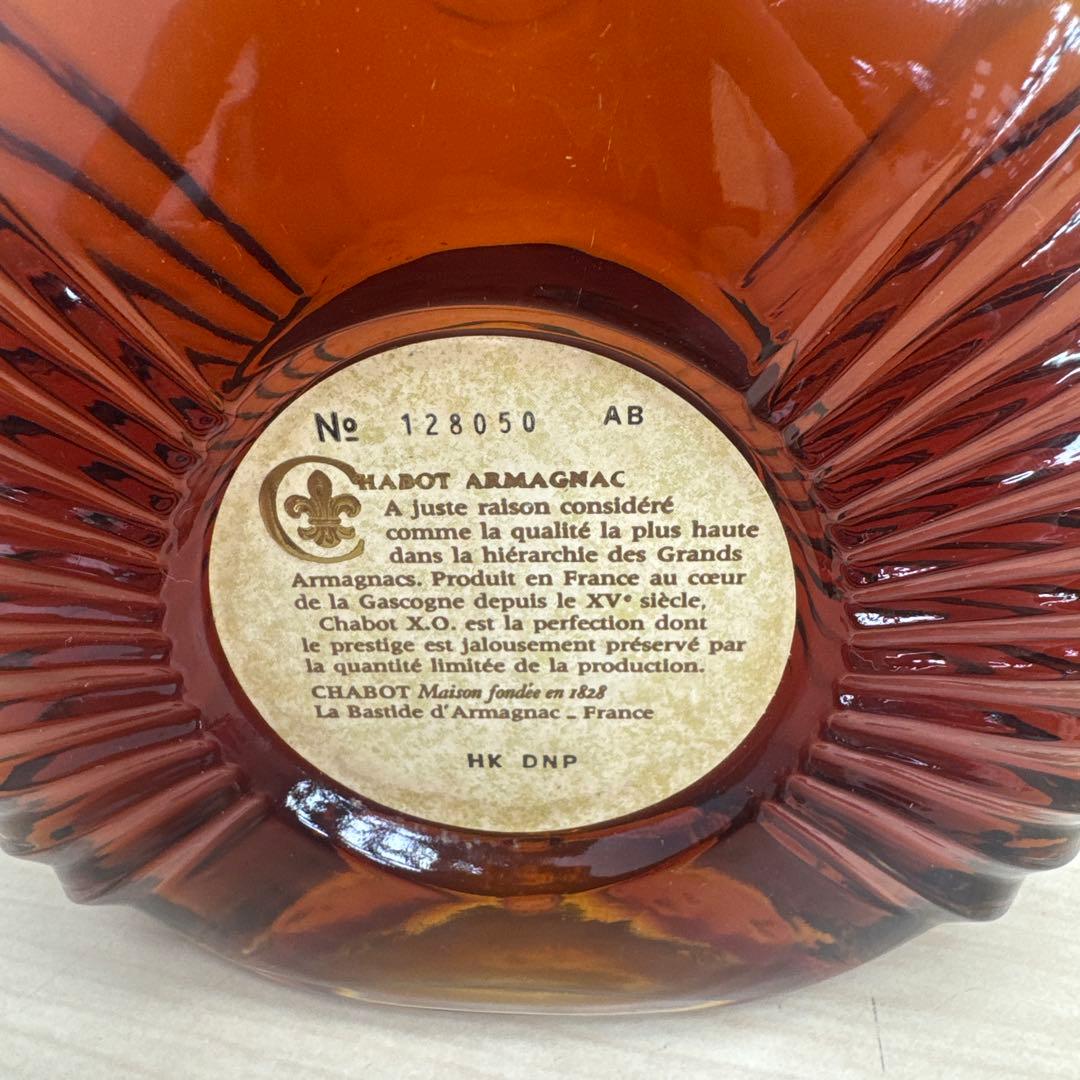 Nº 128050 AB
CHABOT ARMAGNAC
A juste raison considéré
comme la qualité la plus haute
dans la hiérarchie des Grands
Armagnacs. Produit en France au cœur
de la Gascogne depuis le XVe siècle,
Chabot X.O. est la perfection dont
le prestige est jalousement préservé par
la quantité limitée de la production.
CHABOT Maison fondée en 1828
La Bastide d'Armagnac - France
HK DNP